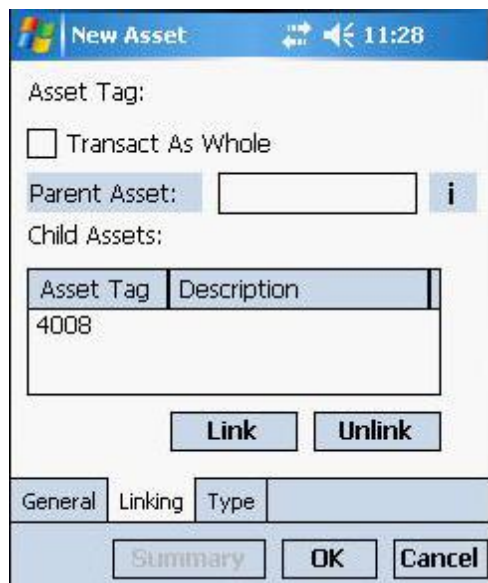 New Asset 11:28
Asset Tag:
Transact As Whole
Parent Asset: i
Child Assets:
Asset Tag Description
4008
Link Unlink
General Linking Type
Summary OK Cancel